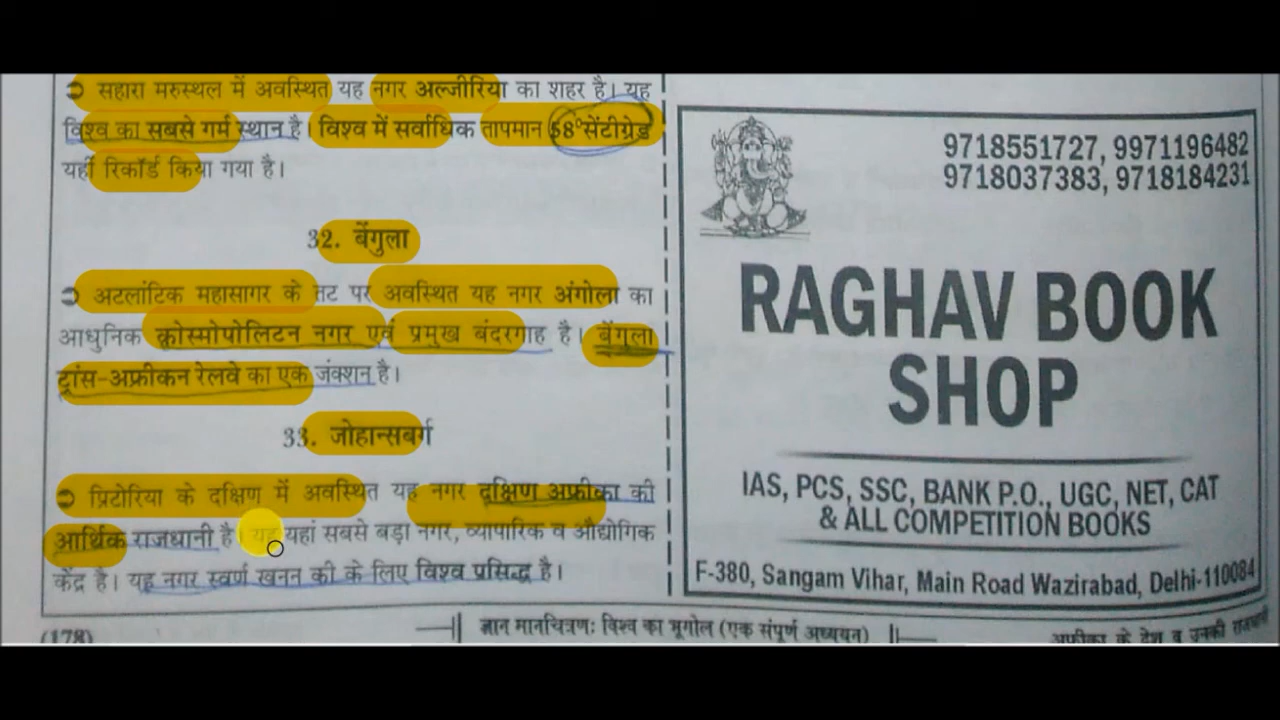 ⊃ सहारा मरुस्थल में अवस्थित यह नगर अल्जीरिया का शहर है। यह
विश्व का सबसे गर्म स्थान है। विश्व में सर्वाधिक तापमान 58°सेंटीग्रेड
यहीं रिकॉर्ड किया गया है।
32. बेंगुला
⊃ अटलांटिक महासागर के तट पर अवस्थित यह नगर अंगोला का
आधुनिक क्रोस्मोपोलिटन नगर एवं प्रमुख बंदरगाह है। बेंगुला
ट्रांस-अफ्रीकन रेलवे का एक जंक्शन है।
33. जोहान्सबर्ग
⊃ प्रिटोरिया के दक्षिण में अवस्थित यह नगर दक्षिण अफ्रीका की
आर्थिक राजधानी है। यह यहां सबसे बड़ा नगर, व्यापारिक व औद्योगिक
केंद्र है। यह नगर स्वर्ण खनन की के लिए विश्व प्रसिद्ध है।
(178)
ज्ञान मानचित्रणः विश्व का भूगोल (एक संपूर्ण अध्ययन)
9718551727, 9971196482
9718037383, 9718184231
RAGHAV BOOK
SHOP
IAS, PCS, SSC, BANK P.O., UGC, NET, CAT
& ALL COMPETITION BOOKS
F-380, Sangam Vihar, Main Road Wazirabad, Delhi-110084
अफ्रीका के देश व उनकी